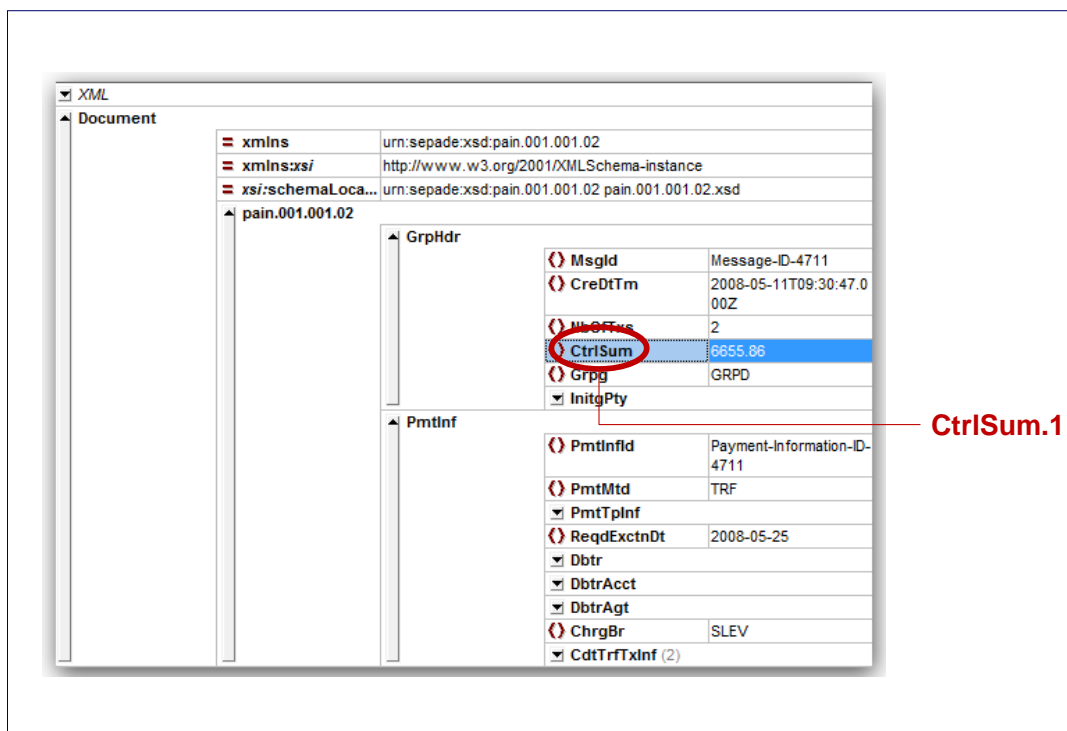 XML
Document
xmlns urn:sepade:xsd:pain.001.001.02
xmlns:xsi http://www.w3.org/2001/XMLSchema-instance
xsi:schemaLoca... urn:sepade:xsd:pain.001.001.02 pain.001.001.02.xsd
pain.001.001.02
GrpHdr
MsgId Message-ID-4711
CreDtTm 2008-05-11T09:30:47.0
00Z
NbOfTxs 2
CtrlSum 6655.86
Grpg GRPD
InitgPty
CtrlSum.1
PmtInf
PmtInfId Payment-Information-ID-
4711
PmtMtd TRF
PmtTpInf
ReqdExctnDt 2008-05-25
Dbtr
DbtrAcct
DbtrAgt
ChrgBr SLEV
CdtTrfTxInf (2)